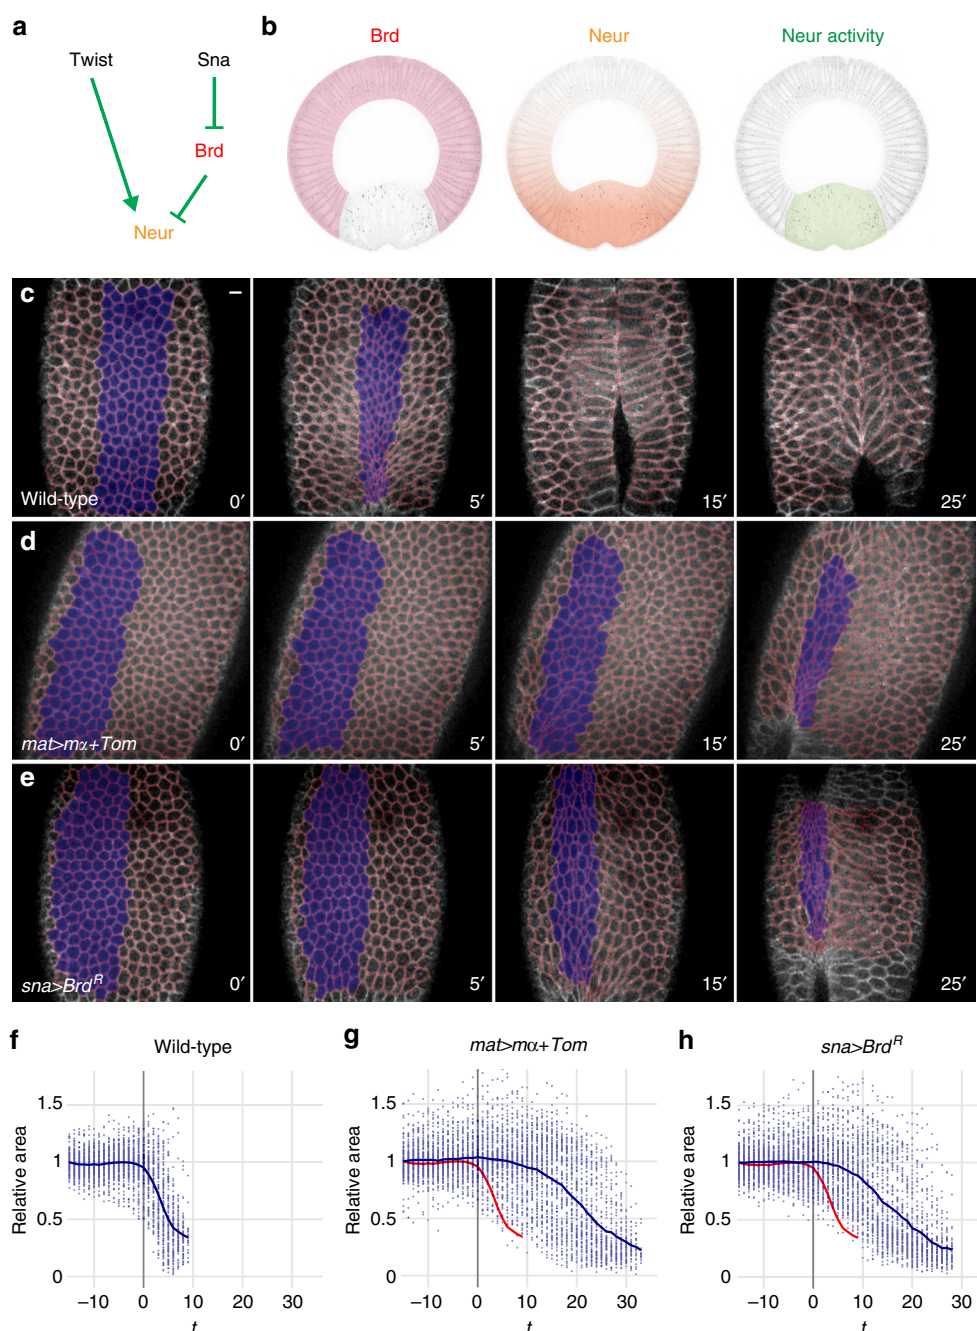 a
Twist
Sna
Brd
Neur
b
Brd
Neur
Neur activity
c
Wild-type
0′
5′
15′
25′
d
mat>mα+Tom
0′
5′
15′
25′
e
sna>Brd^R
0′
5′
15′
25′
f
Wild-type
Relative area
1.5
1
0.5
0
−10
0
10
20
30
t
g
mat>mα+Tom
Relative area
1.5
1
0.5
0
−10
0
10
20
30
t
h
sna>Brd^R
Relative area
1.5
1
0.5
0
−10
0
10
20
30
t